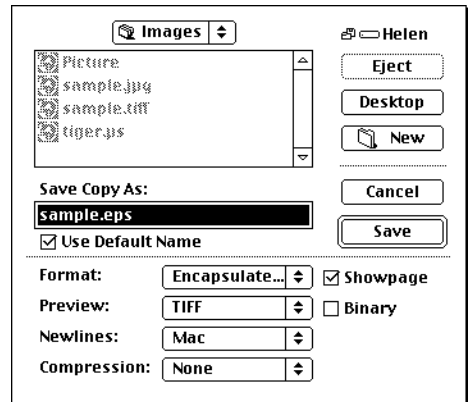 Images
Helen
Picture
sample.jpg
sample.tiff
tiger.ps
Eject
Desktop
New
Save Copy As:
sample.eps
Use Default Name
Cancel
Save
Format: Encapsulate... Showpage
Preview: TIFF Binary
Newlines: Mac
Compression: None